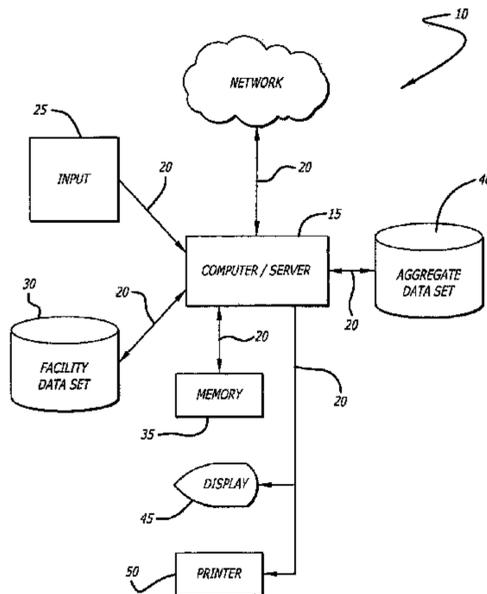 10
NETWORK
25
INPUT
20
20
15
40
COMPUTER / SERVER
AGGREGATE
DATA SET
20
30
20
FACILITY
DATA SET
20
MEMORY
35
20
DISPLAY
45
50
PRINTER